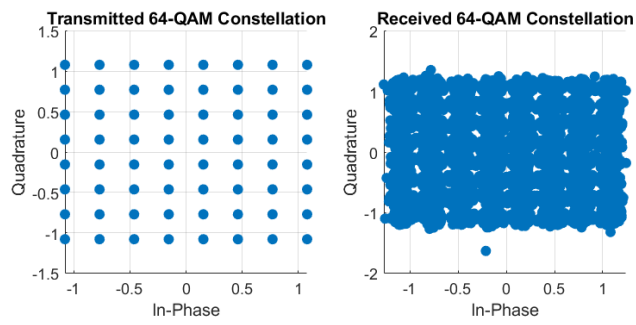 Transmitted 64-QAM Constellation
1.5
1
0.5
0
-0.5
-1
-1.5
Quadrature
-1 -0.5 0 0.5 1
In-Phase
Received 64-QAM Constellation
2
1
0
-1
-2
Quadrature
-1 -0.5 0 0.5 1
In-Phase